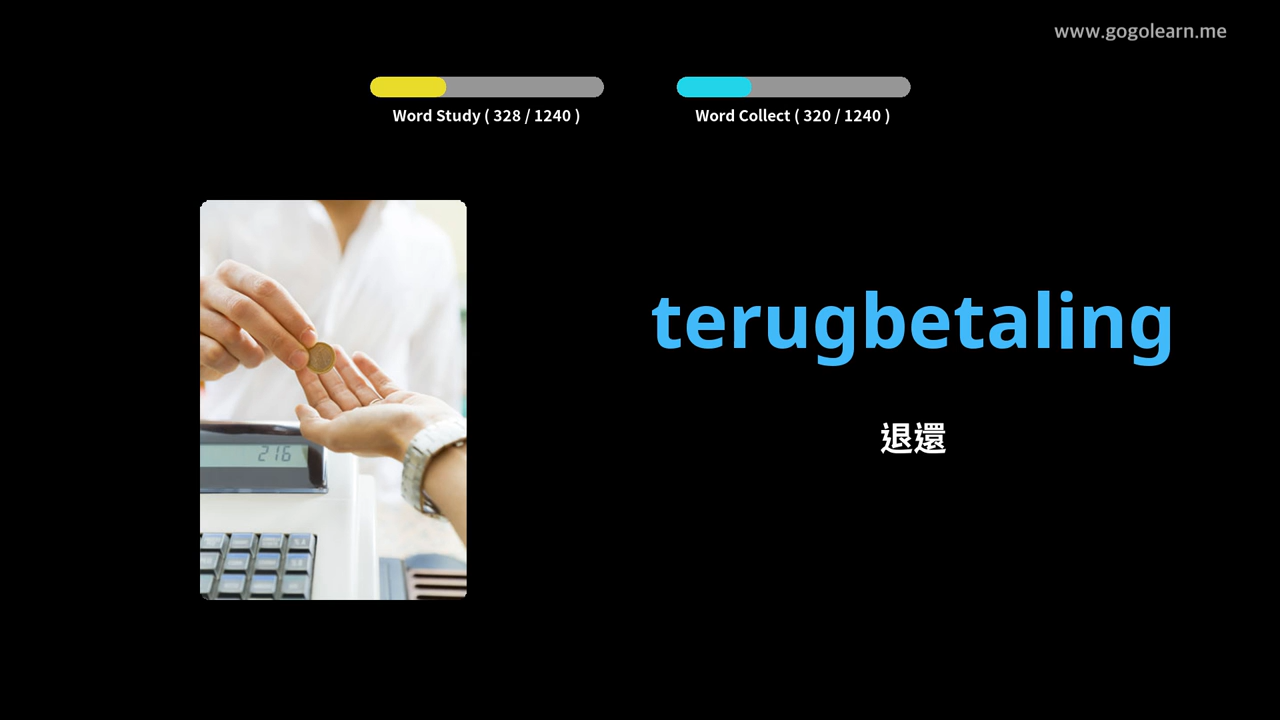 www.gogolearn.me
Word Study ( 328 / 1240 )
Word Collect ( 320 / 1240 )
terugbetaling
退還
216